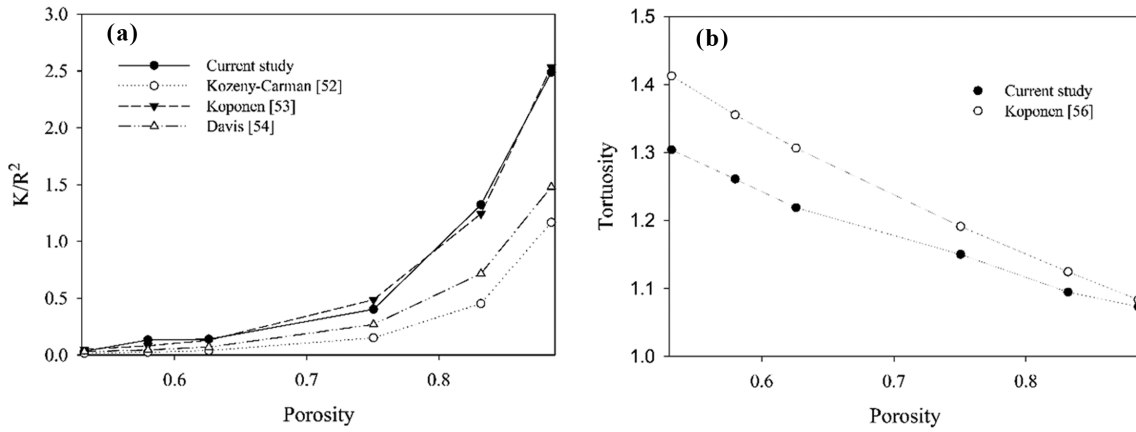 (a)
3.0
2.5
2.0
1.5
1.0
0.5
0.0
K/R²
Current study
Kozeny-Carman [52]
Koponen [53]
Davis [54]
0.6 0.7 0.8
Porosity
(b)
1.5
1.4
1.3
1.2
1.1
1.0
Tortuosity
Current study
Koponen [56]
0.6 0.7 0.8
Porosity